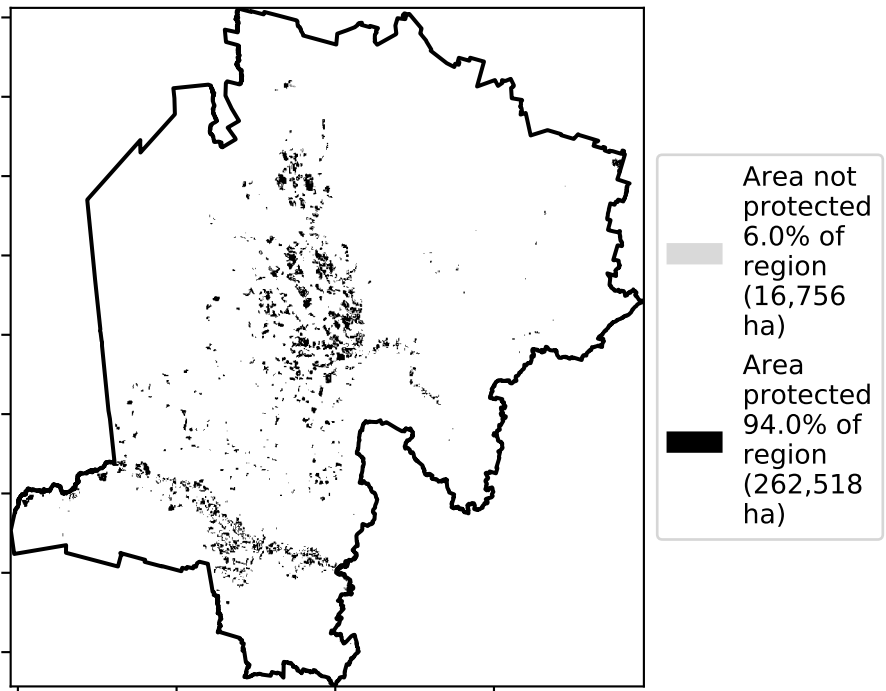 Area not
protected
6.0% of
region
(16,756
ha)
Area
protected
94.0% of
region
(262,518
ha)